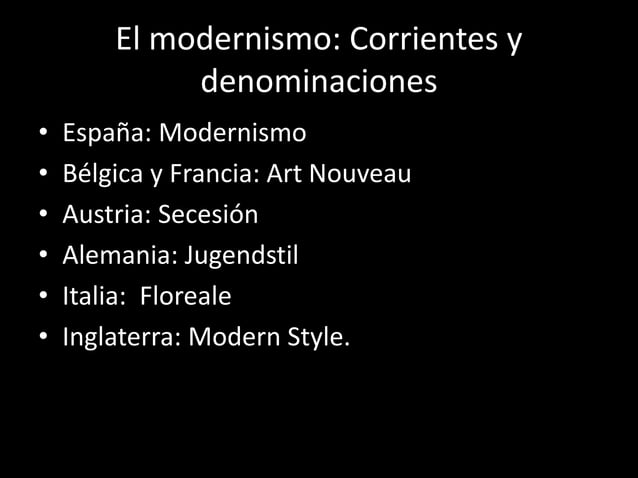 El modernismo: Corrientes y
denominaciones
• España: Modernismo
• Bélgica y Francia: Art Nouveau
• Austria: Secesión
• Alemania: Jugendstil
• Italia:  Floreale
• Inglaterra: Modern Style.